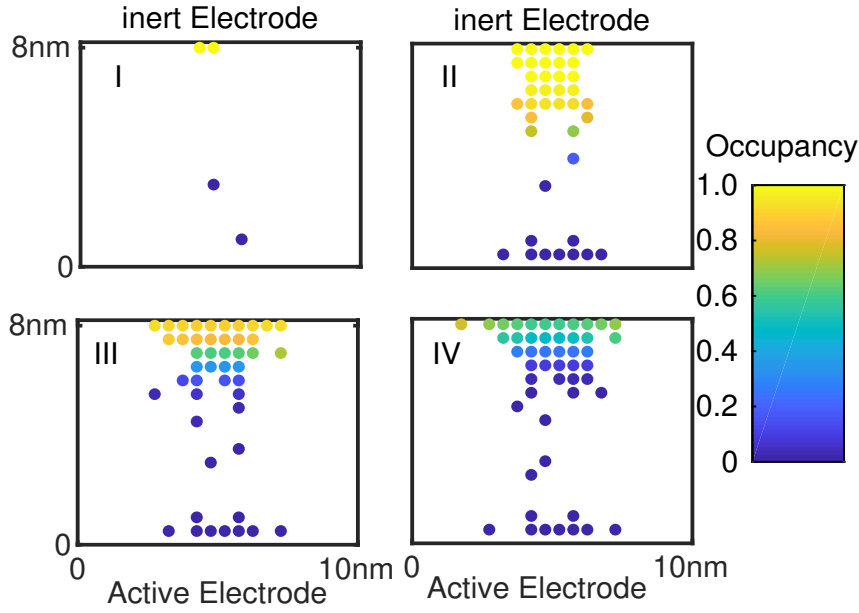 inert Electrode
inert Electrode
8nm
I
II
0
Occupancy
1.0
0.8
0.6
0.4
0.2
0
8nm
III
IV
0
0
10nm
0
10nm
Active Electrode
Active Electrode